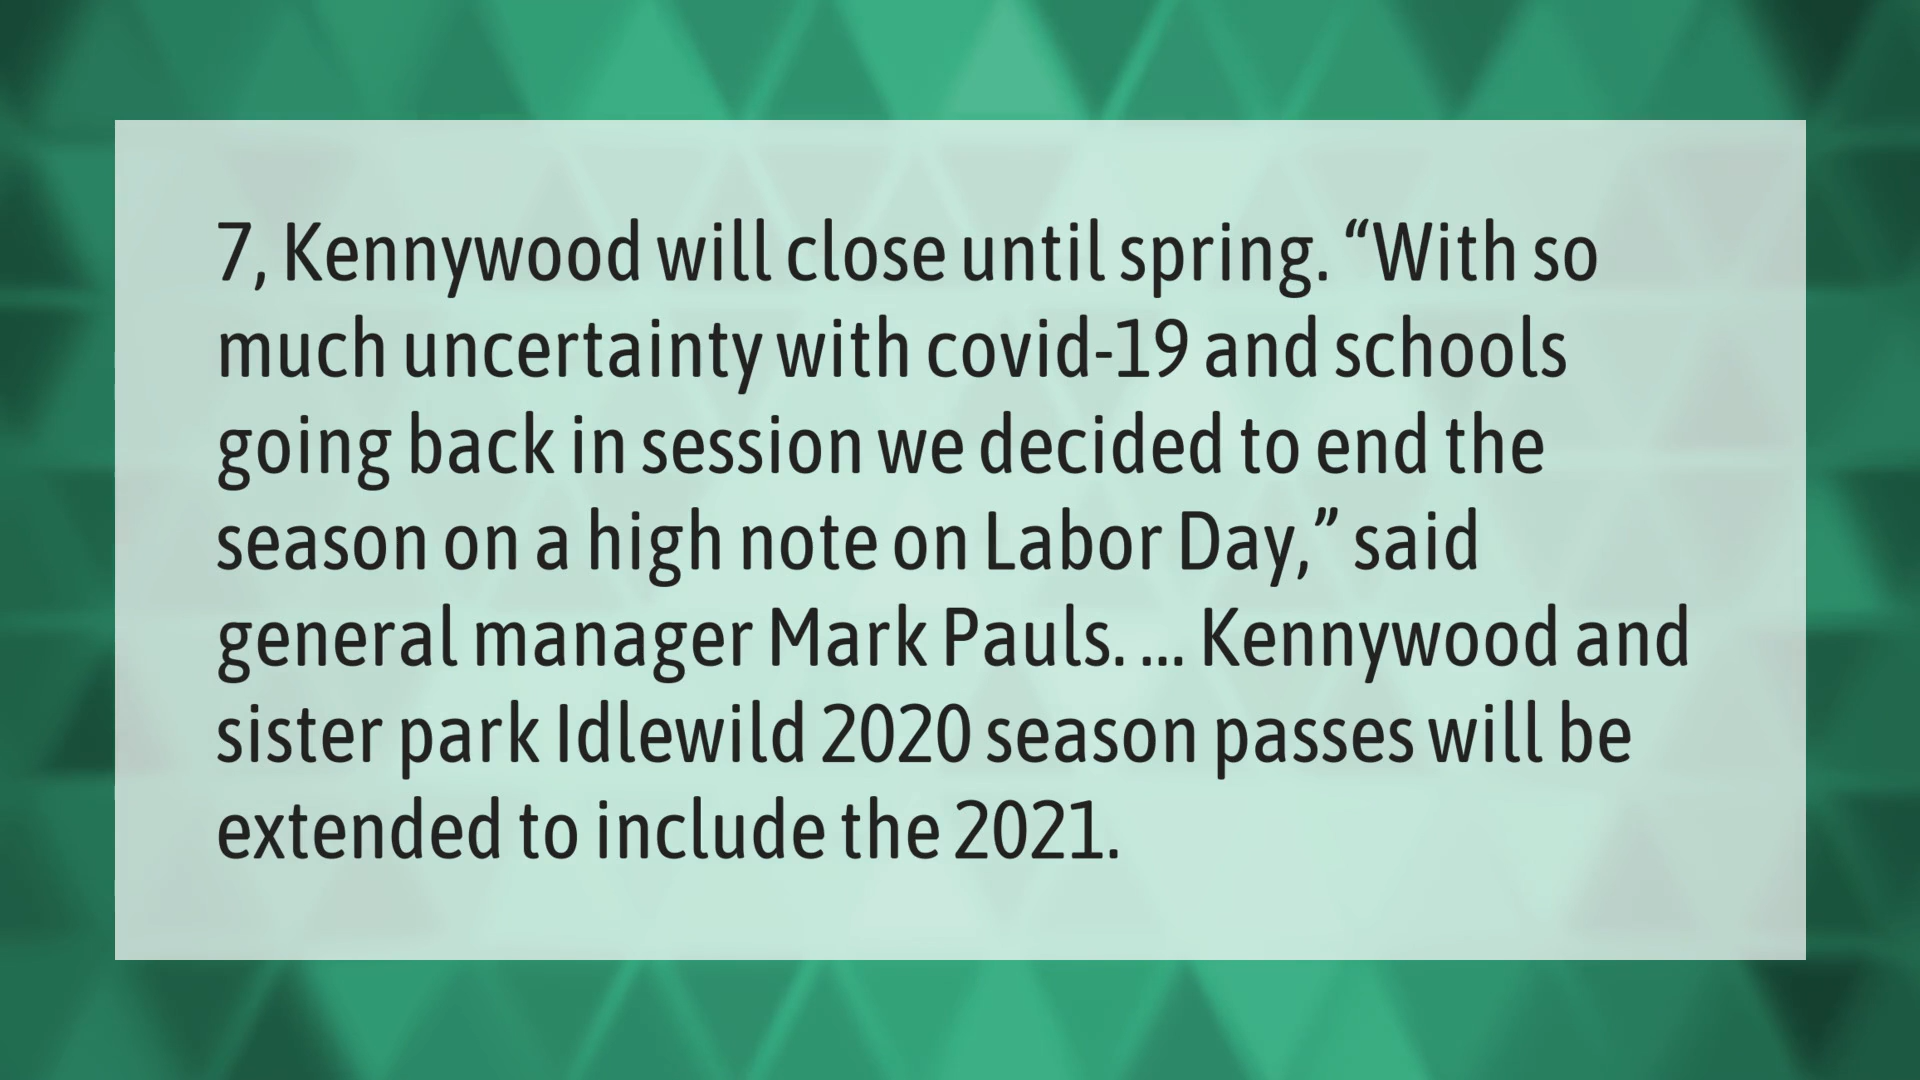 7, Kennywood will close until spring. “With so
much uncertainty with covid-19 and schools
going back in session we decided to end the
season on a high note on Labor Day,” said
general manager Mark Pauls. ... Kennywood and
sister park Idlewild 2020 season passes will be
extended to include the 2021.